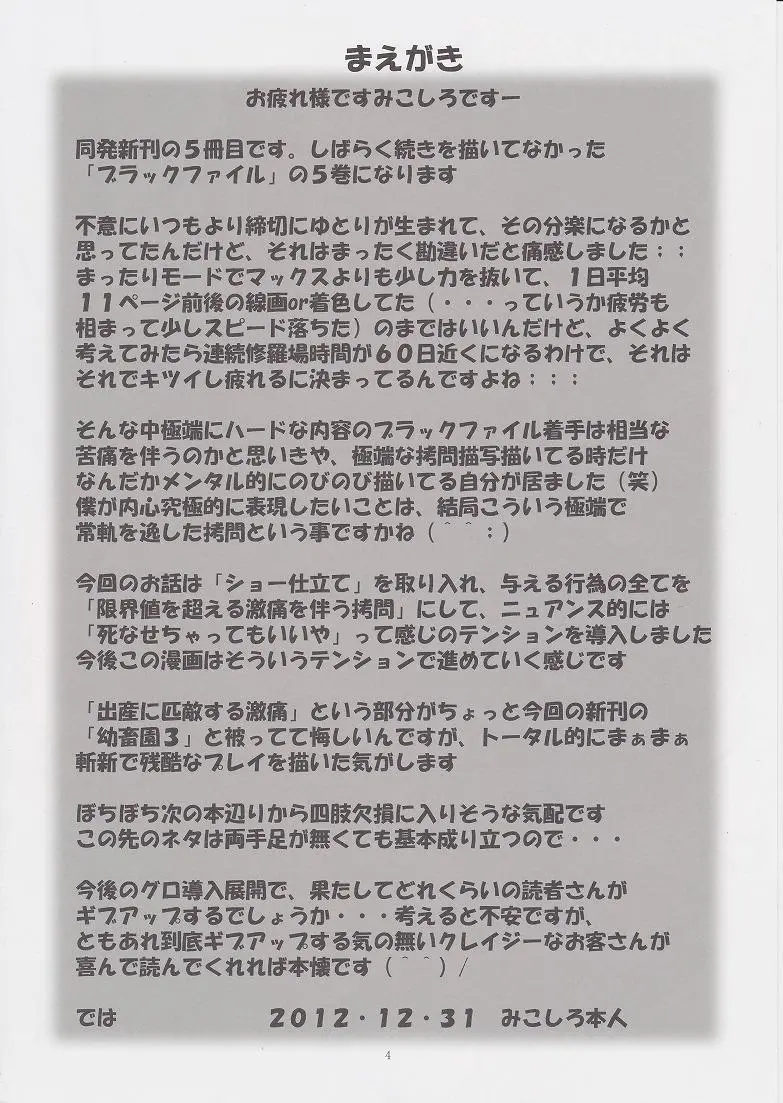 まえがき
お疲れ様ですみこしろですー
同発新刊の５冊目です。しばらく続きを描いてなかった
「ブラックファイル」の５巻になります
不意にいつもより締切にゆとりが生まれて、その分楽になるかと
思ってたんだけど、それはまったく勘違いだと痛感しました：：
まったりモードでマックスよりも少し力を抜いて、１日平均
１１ページ前後の線画or着色してた（・・・っていうか疲労も
相まって少しスピード落ちた）のまではいいんだけど、よくよく
考えてみたら連続修羅場時間が６０日近くになるわけで、それは
それでキツイし疲れるに決まってるんですよね：：：
そんな中極端にハードな内容のブラックファイル着手は相当な
苦痛を伴うのかと思いきや、極端な拷問描写描いてる時だけ
なんだかメンタル的にのびのび描いてる自分が居ました（笑）
僕が内心究極的に表現したいことは、結局こういう極端で
常軌を逸した拷問という事ですかね（＾＾：）
今回のお話は「ショー仕立て」を取り入れ、与える行為の全てを
「限界値を超える激痛を伴う拷問」にして、ニュアンス的には
「死なせちゃってもいいや」って感じのテンションを導入しました
今後この漫画はそういうテンションで進めていく感じです
「出産に匹敵する激痛」という部分がちょっと今回の新刊の
「幼畜園３」と被ってて悔しいんですが、トータル的にまぁまぁ
斬新で残酷なプレイを描いた気がします
ぼちぼち次の本辺りから四肢欠損に入りそうな気配です
この先のネタは両手足が無くても基本成り立つので・・・
今後のグロ導入展開で、果たしてどれくらいの読者さんが
ギブアップするでしょうか・・・考えると不安ですが、
ともあれ到底ギブアップする気の無いクレイジーなお客さんが
喜んで読んでくれれば本懐です（＾＾）/
では　２０１２・１２・３１　みこしろ本人
4